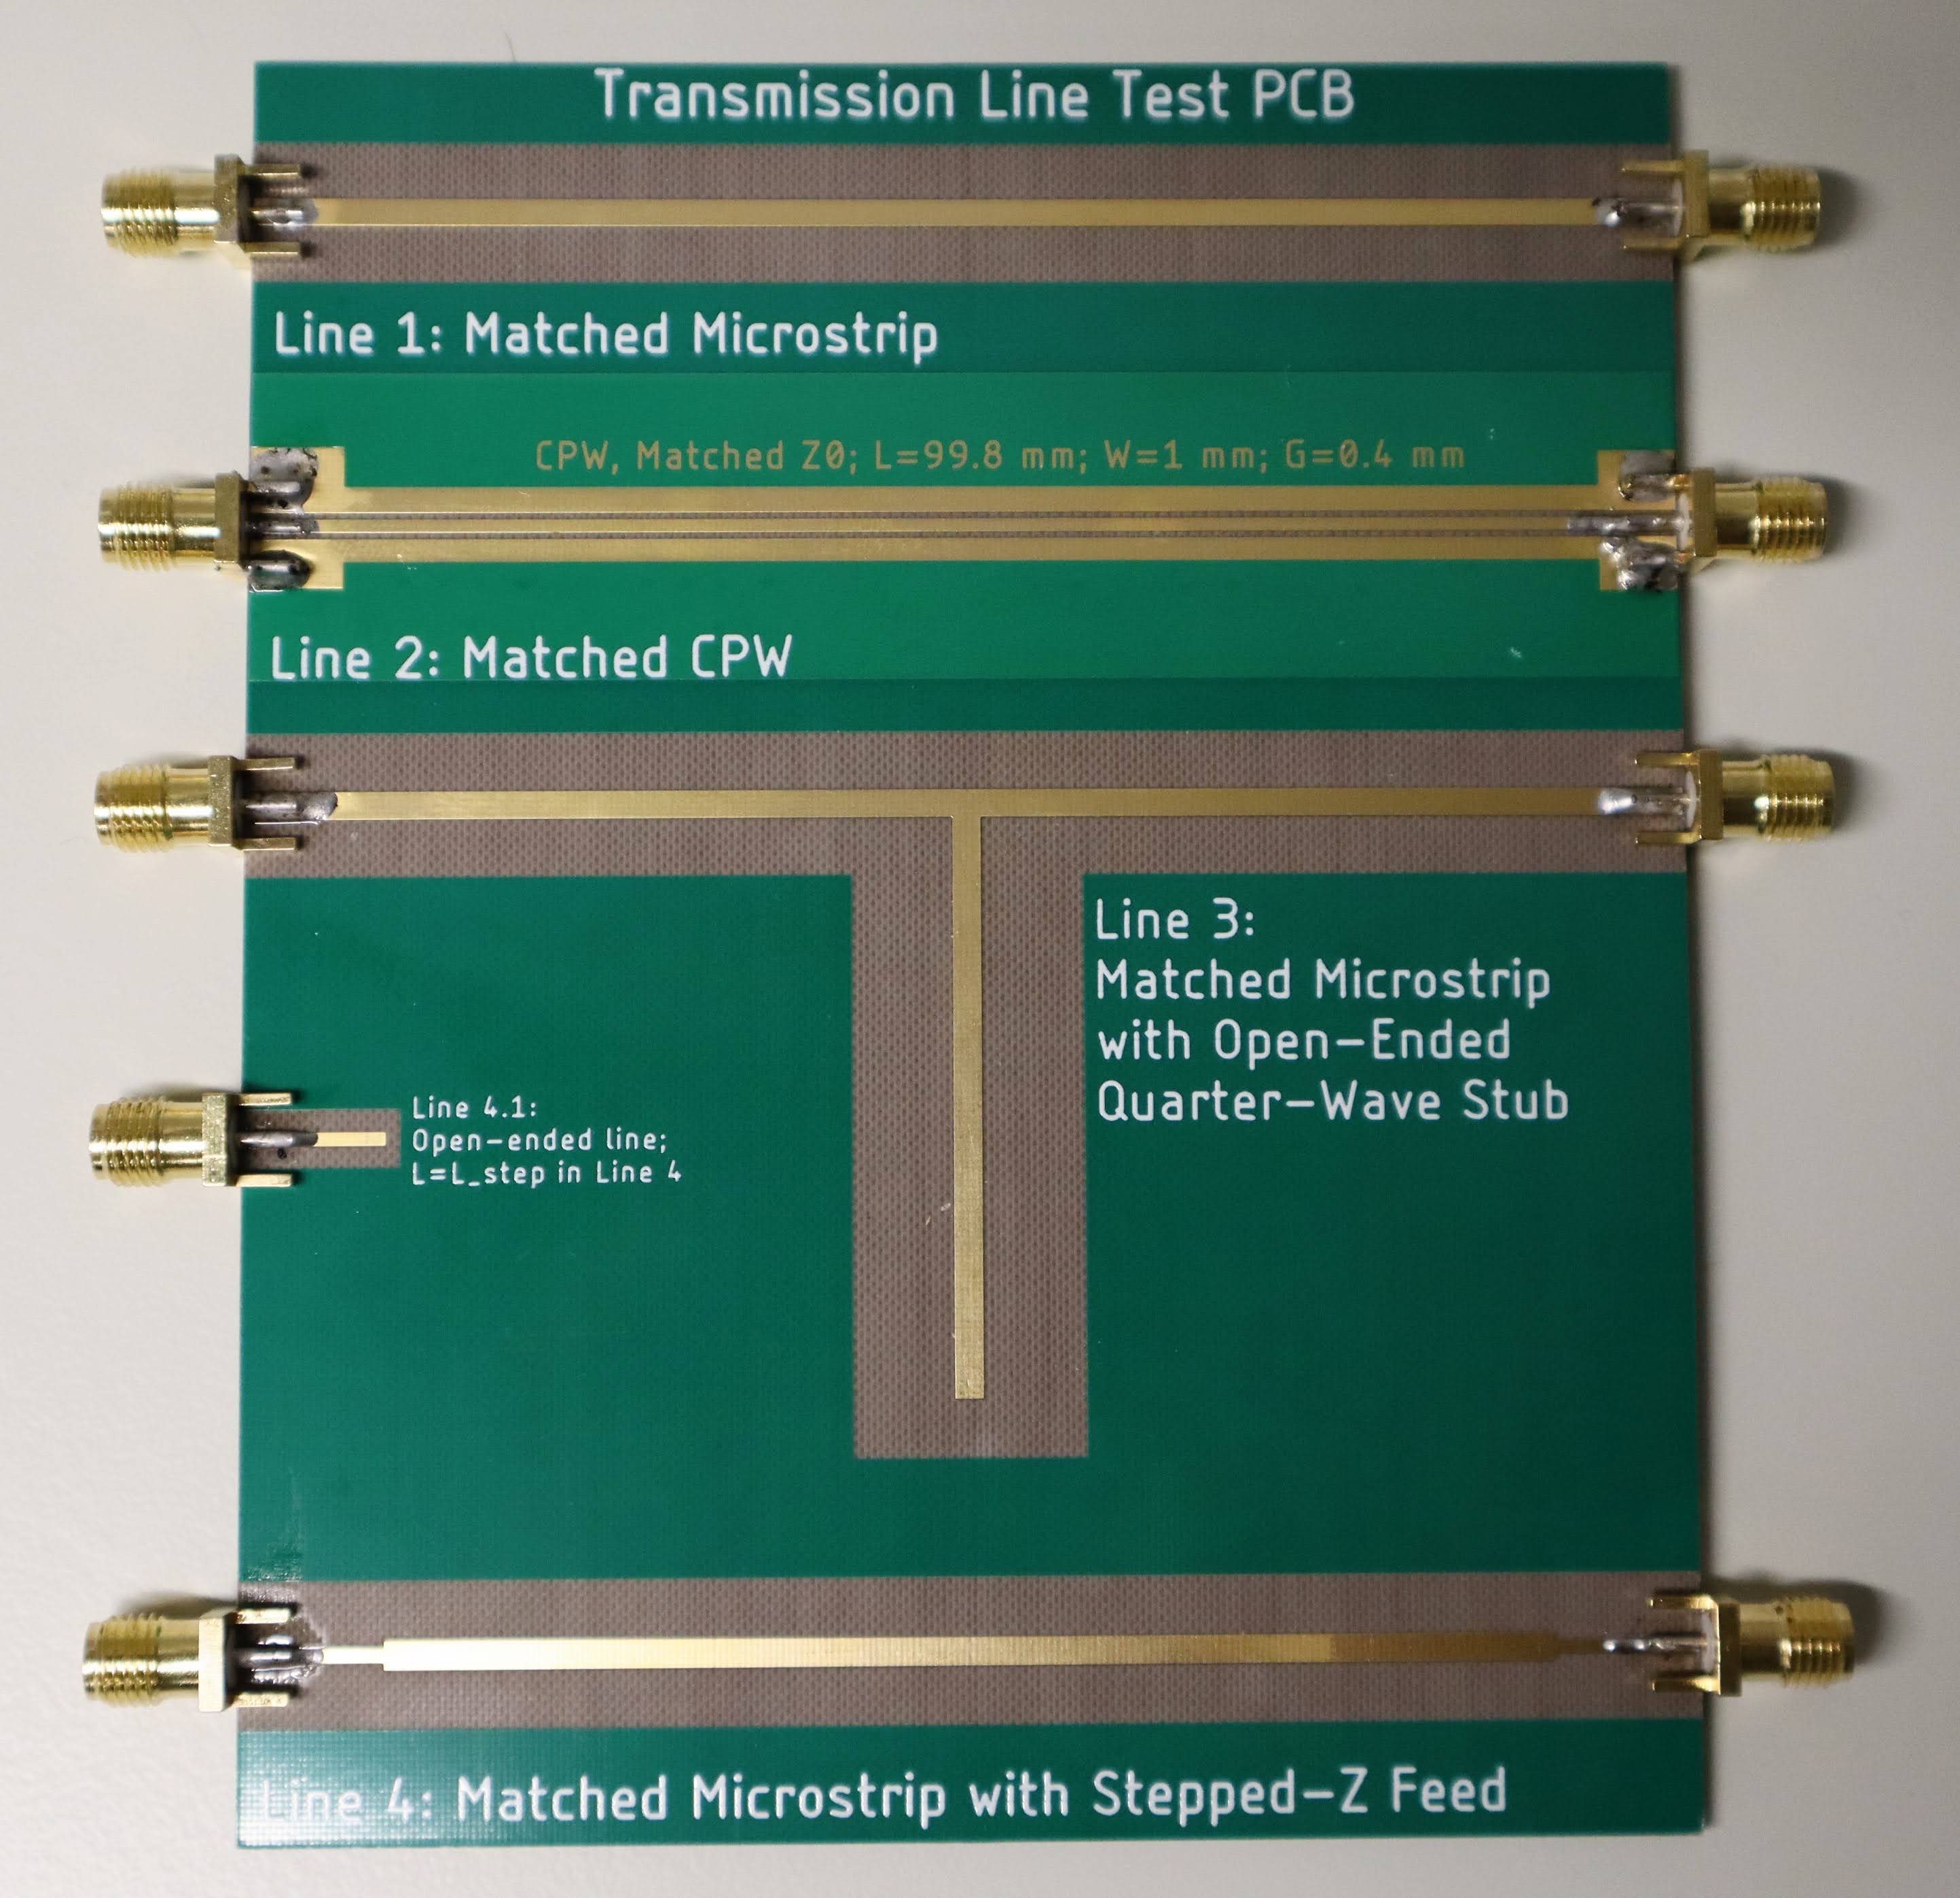 Transmission Line Test PCB
Line 1: Matched Microstrip
CPW, Matched Z0; L=99.8 mm; W=1 mm; G=0.4 mm
Line 2: Matched CPW
Line 3:
Matched Microstrip
with Open-Ended
Quarter-Wave Stub
Line 4.1:
Open-ended line;
L=L_step in Line 4
Line 4: Matched Microstrip with Stepped-Z Feed